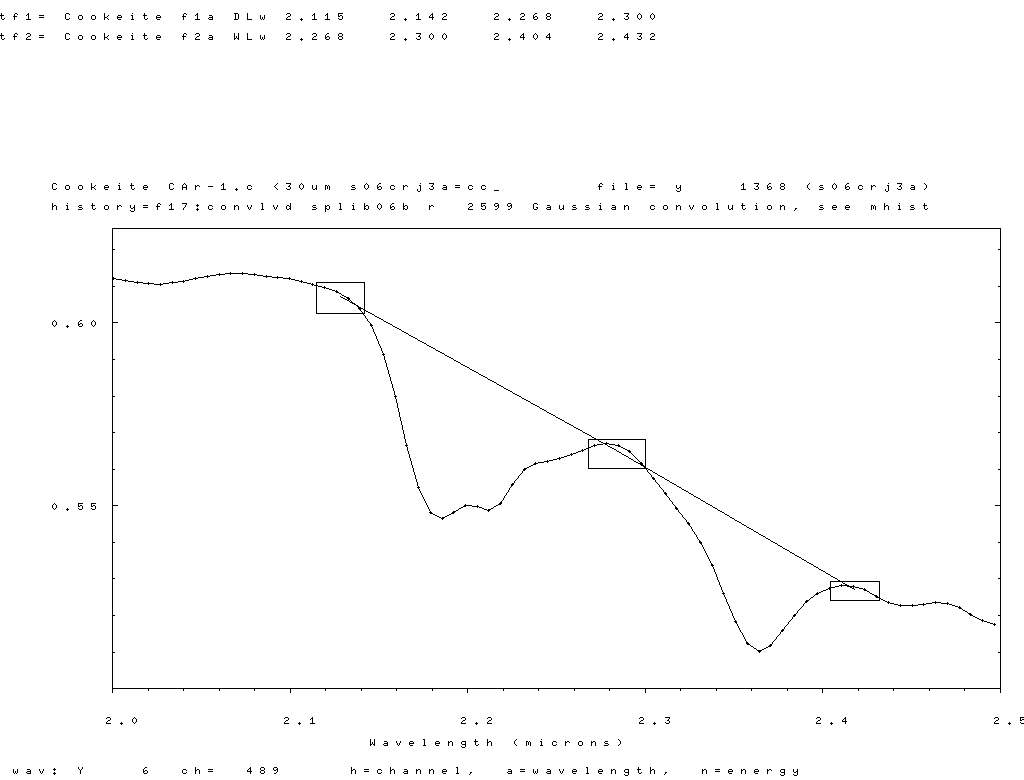 tf1= Cookeite f1a DLw 2.115 2.142 2.268 2.300
tf2= Cookeite f2a WLw 2.268 2.300 2.404 2.432
Cookeite CAr-1.c <30um s06crj3a=cc_ file= y 1368 (s06crj3a)
history=f17:convlvd splib06b r 2599 Gaussian convolution, see mhist
0.60
0.55
2.0 2.1 2.2 2.3 2.4 2.5
Wavelength (microns)
wav: Y 6 ch= 489 h=channel, a=wavelength, n=energy